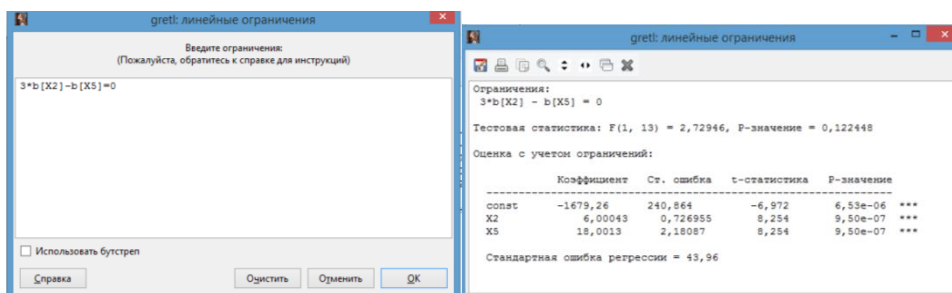 gretl: линейные ограничения
Введите ограничения:
(Пожалуйста, обратитесь к справке для инструкций)
3*b[X2]-b[X5]=0
Использовать бутстреп
Справка Очистить Отменить OK
gretl: линейные ограничения
Ограничения:
3*b[X2] - b[X5] = 0
Тестовая статистика: F(1, 13) = 2,72946, P-значение = 0,122448
Оценка с учетом ограничений:
Коэффициент Ст. ошибка t-статистика P-значение
const -1679,26 240,864 -6,972 6,53e-06 ***
X2 6,00043 0,726955 8,254 9,50e-07 ***
X5 18,0013 2,18087 8,254 9,50e-07 ***
Стандартная ошибка регрессии = 43,96